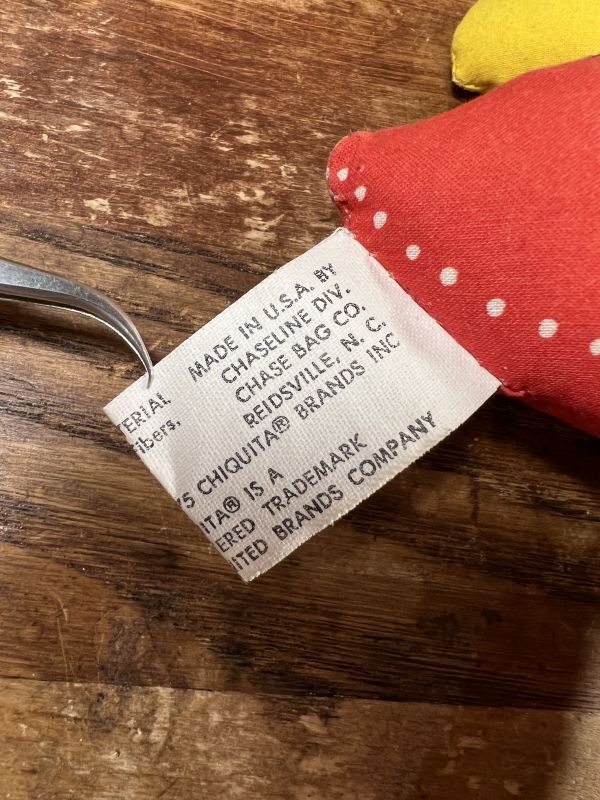 MADE IN U.S.A. BY
CHASELINE DIV.
CHASE BAG CO.
REIDSVILLE, N. C.
TERIAL
ibers,
75 CHIQUITA® BRANDS INC
ITA® IS A
ERED TRADEMARK
ITED BRANDS COMPANY